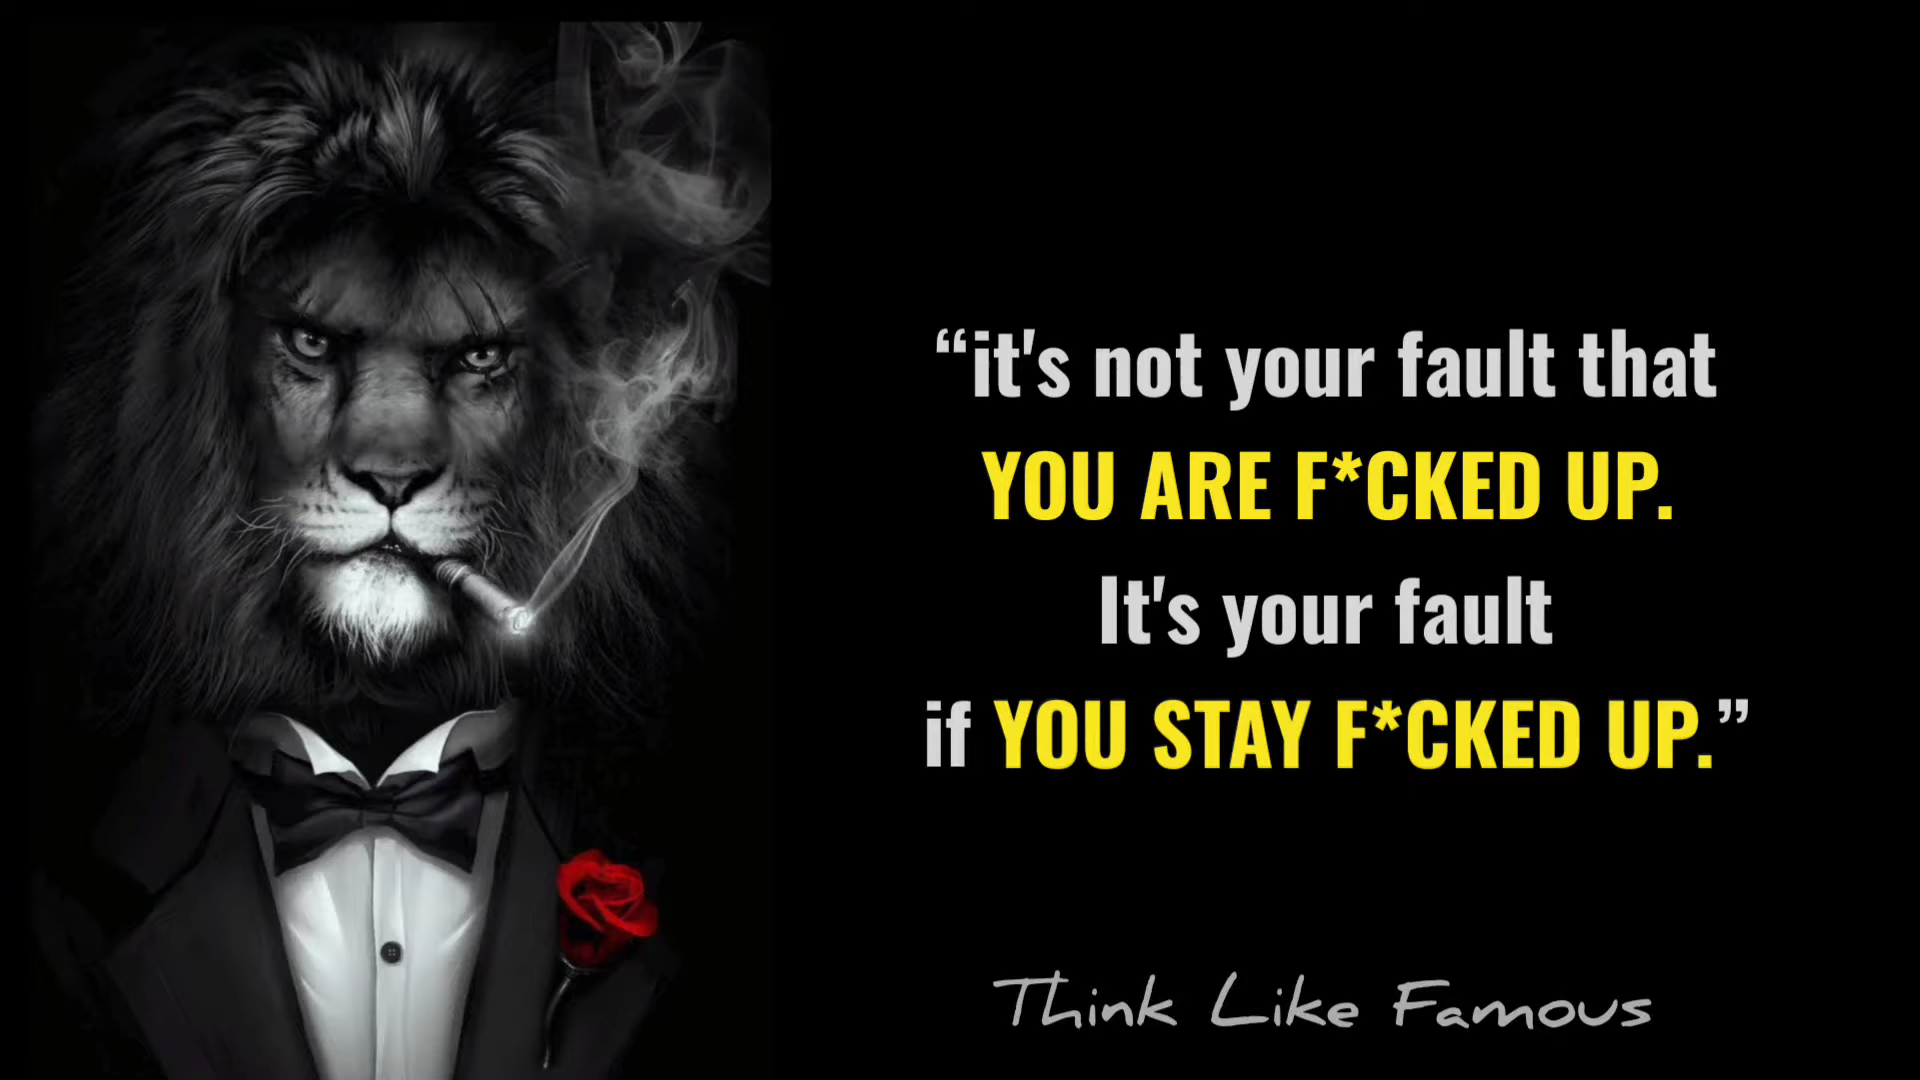 “it's not your fault that
YOU ARE F*CKED UP.
It's your fault
if YOU STAY F*CKED UP.”
Think Like Famous